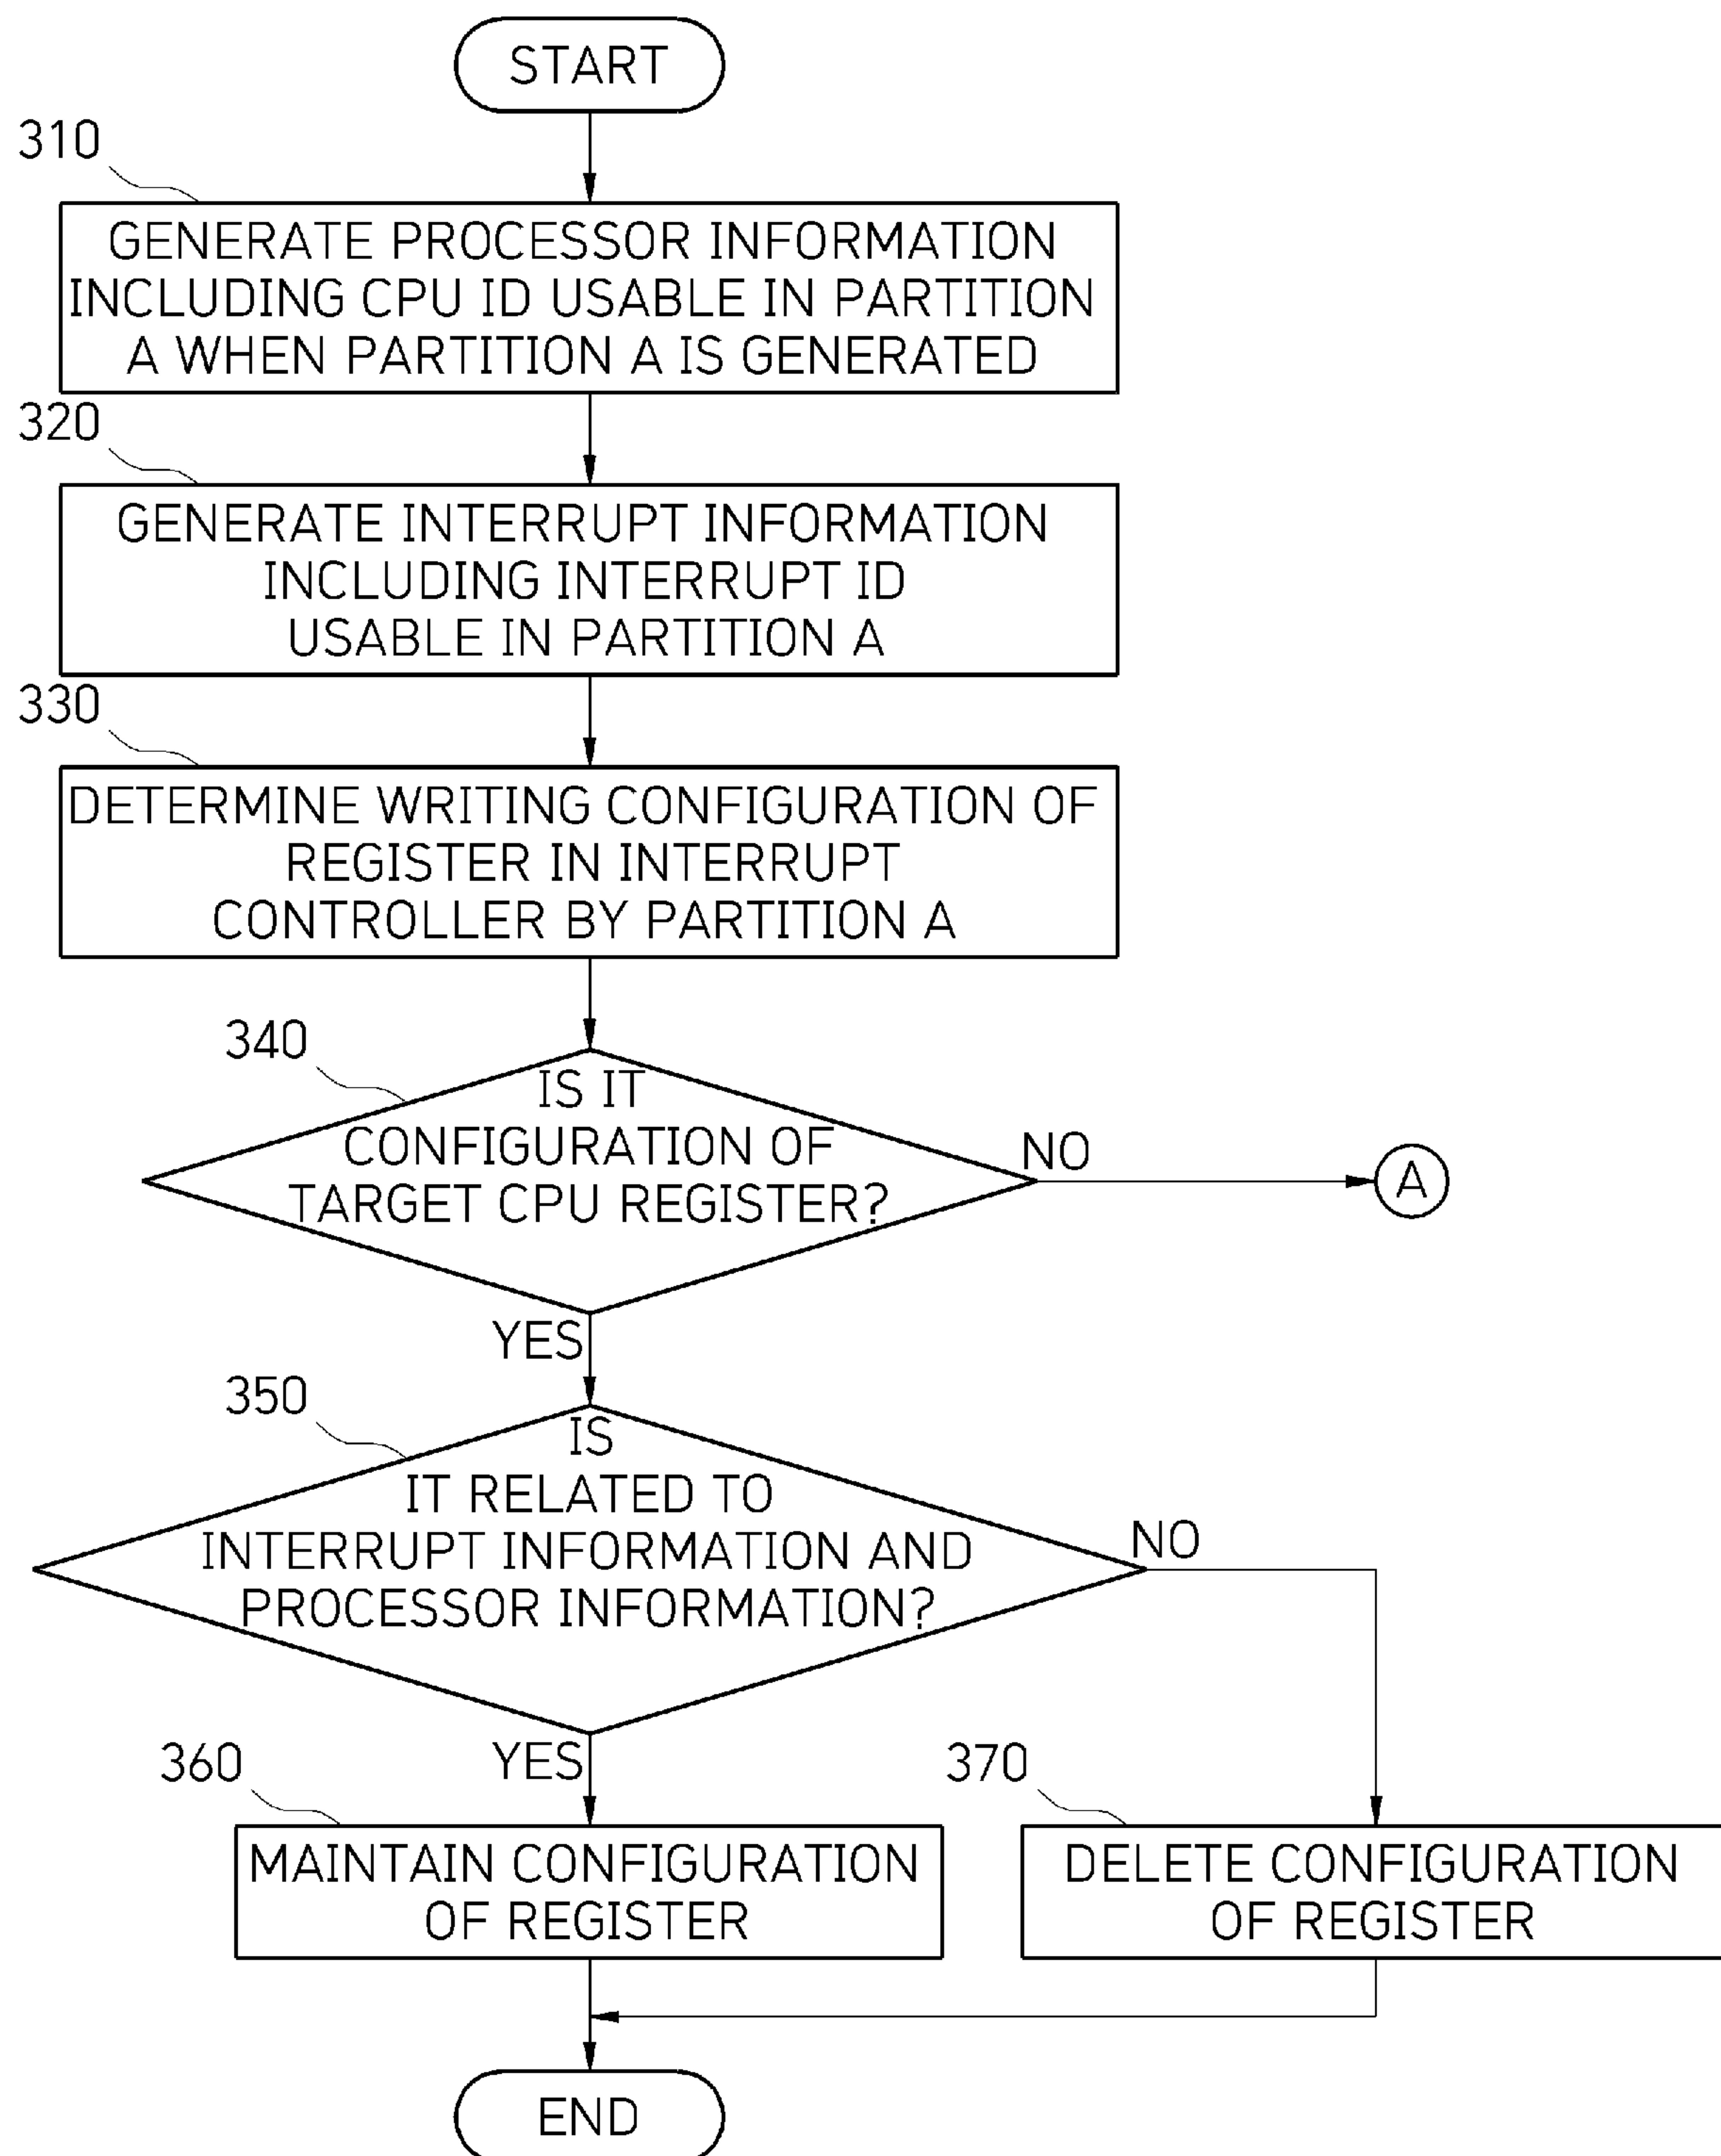 START
310
GENERATE PROCESSOR INFORMATION
INCLUDING CPU ID USABLE IN PARTITION
A WHEN PARTITION A IS GENERATED
320
GENERATE INTERRUPT INFORMATION
INCLUDING INTERRUPT ID
USABLE IN PARTITION A
330
DETERMINE WRITING CONFIGURATION OF
REGISTER IN INTERRUPT
CONTROLLER BY PARTITION A
340
IS IT
CONFIGURATION OF
TARGET CPU REGISTER?
NO
A
YES
350
IS
IT RELATED TO
INTERRUPT INFORMATION AND
PROCESSOR INFORMATION?
NO
YES
360
MAINTAIN CONFIGURATION
OF REGISTER
370
DELETE CONFIGURATION
OF REGISTER
END